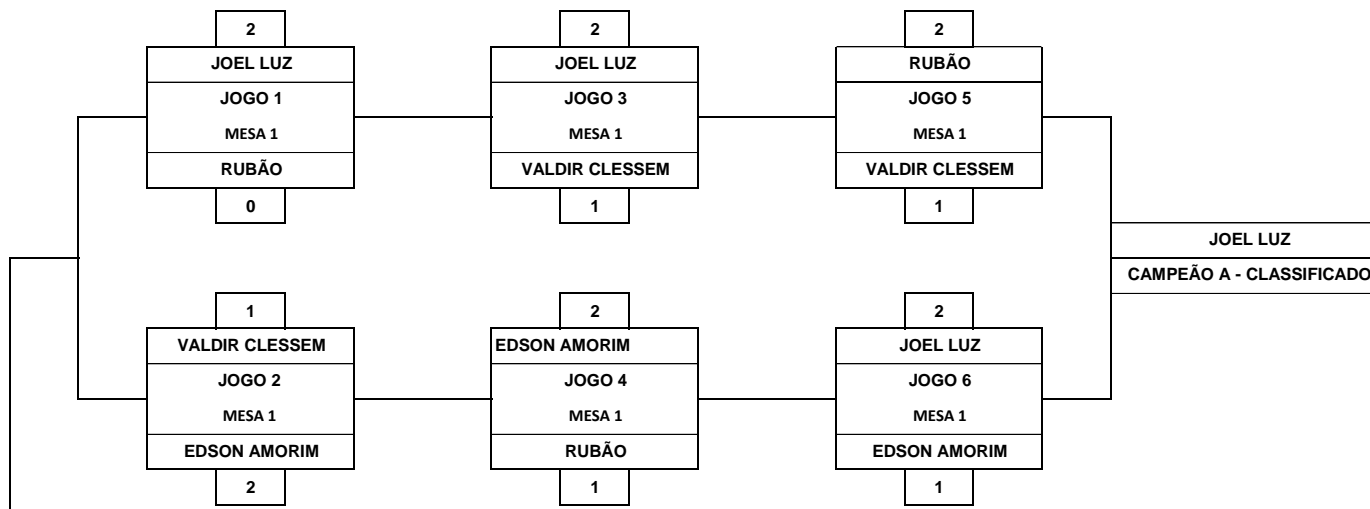 2
JOEL LUZ
JOGO 1
MESA 1
RUBÃO
0
2
JOEL LUZ
JOGO 3
MESA 1
VALDIR CLESSEM
1
2
RUBÃO
JOGO 5
MESA 1
VALDIR CLESSEM
1
JOEL LUZ
CAMPEÃO A - CLASSIFICADO
1
VALDIR CLESSEM
JOGO 2
MESA 1
EDSON AMORIM
2
2
EDSON AMORIM
JOGO 4
MESA 1
RUBÃO
1
2
JOEL LUZ
JOGO 6
MESA 1
EDSON AMORIM
1